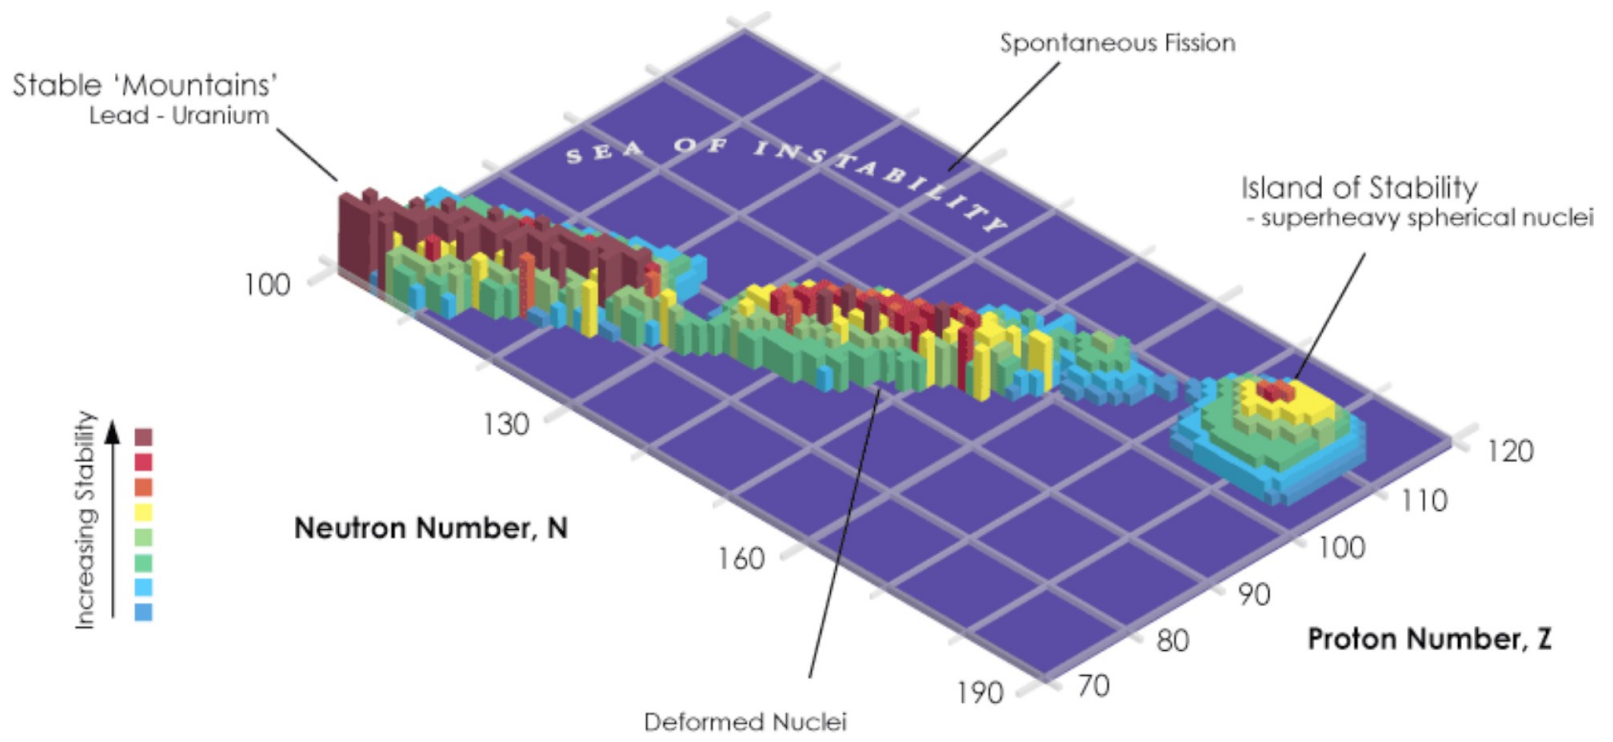 Spontaneous Fission
Stable 'Mountains'
Lead - Uranium
SEA OF INSTABILITY
Island of Stability
- superheavy spherical nuclei
100
130
160
190
Neutron Number, N
Increasing Stability
120
110
100
90
80
70
Proton Number, Z
Deformed Nuclei